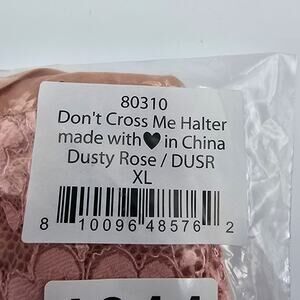 80310
Don't Cross Me Halter
made with🖤in China
Dusty Rose / DUSR
XL
8 10096 48576 2